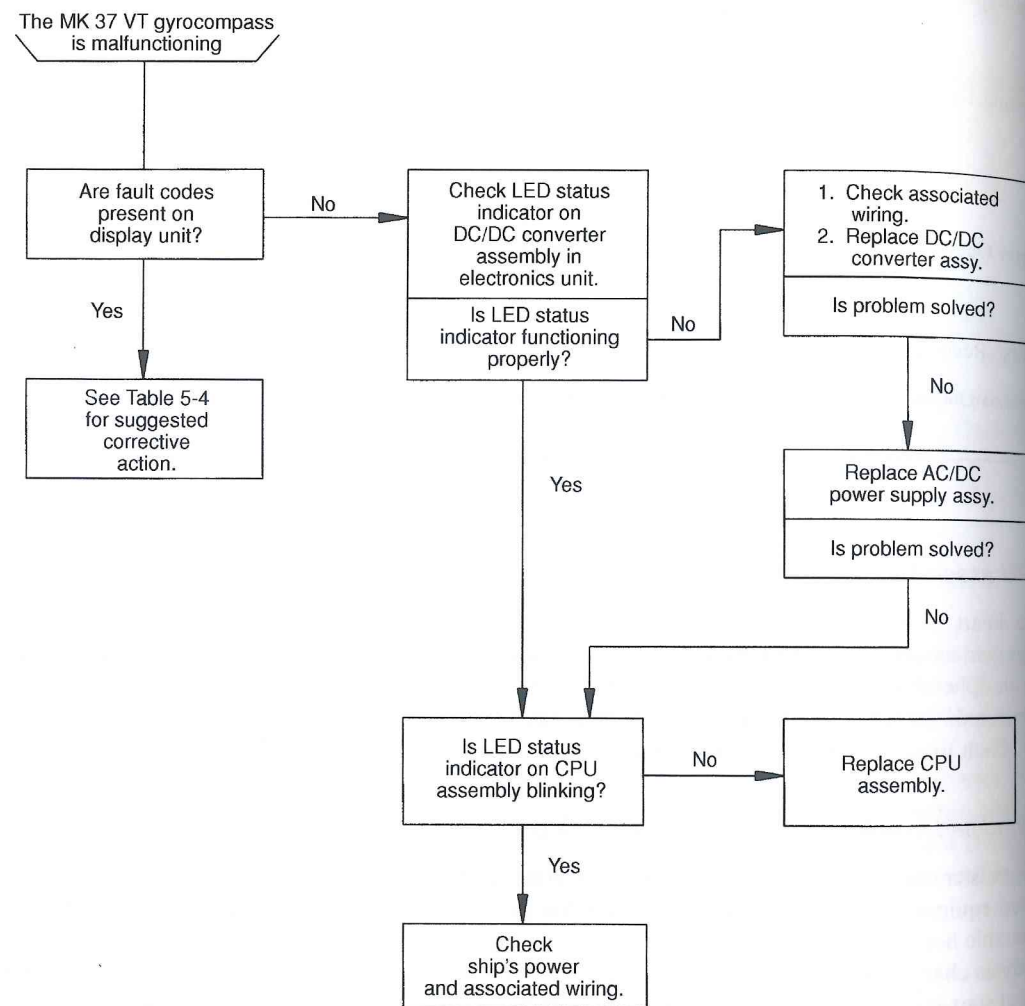 The MK 37 VT gyrocompass
is malfunctioning
Are fault codes
present on
display unit?
No
Yes
See Table 5-4
for suggested
corrective
action.
Check LED status
indicator on
DC/DC converter
assembly in
electronics unit.
Is LED status
indicator functioning
properly?
No
Yes
1. Check associated
wiring.
2. Replace DC/DC
converter assy.
Is problem solved?
No
Replace AC/DC
power supply assy.
Is problem solved?
No
Is LED status
indicator on CPU
assembly blinking?
No
Replace CPU
assembly.
Yes
Check
ship's power
and associated wiring.